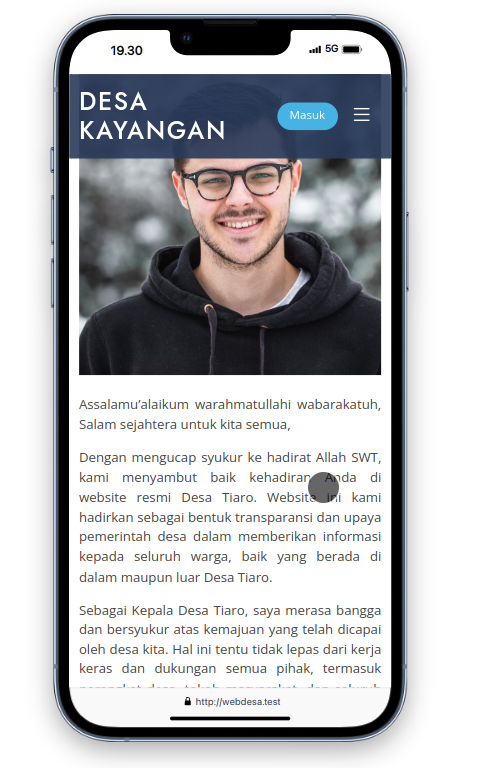 19.30
5G
DESA
KAYANGAN
Masuk
Assalamu'alaikum warahmatullahi wabarakatuh,
Salam sejahtera untuk kita semua,
Dengan mengucap syukur ke hadirat Allah SWT,
kami menyambut baik kehadiran Anda di
website resmi Desa Tiaro. Website ini kami
hadirkan sebagai bentuk transparansi dan upaya
pemerintah desa dalam memberikan informasi
kepada seluruh warga, baik yang berada di
dalam maupun luar Desa Tiaro.
Sebagai Kepala Desa Tiaro, saya merasa bangga
dan bersyukur atas kemajuan yang telah dicapai
oleh desa kita. Hal ini tentu tidak lepas dari kerja
keras dan dukungan semua pihak, termasuk
http://webdesa.test